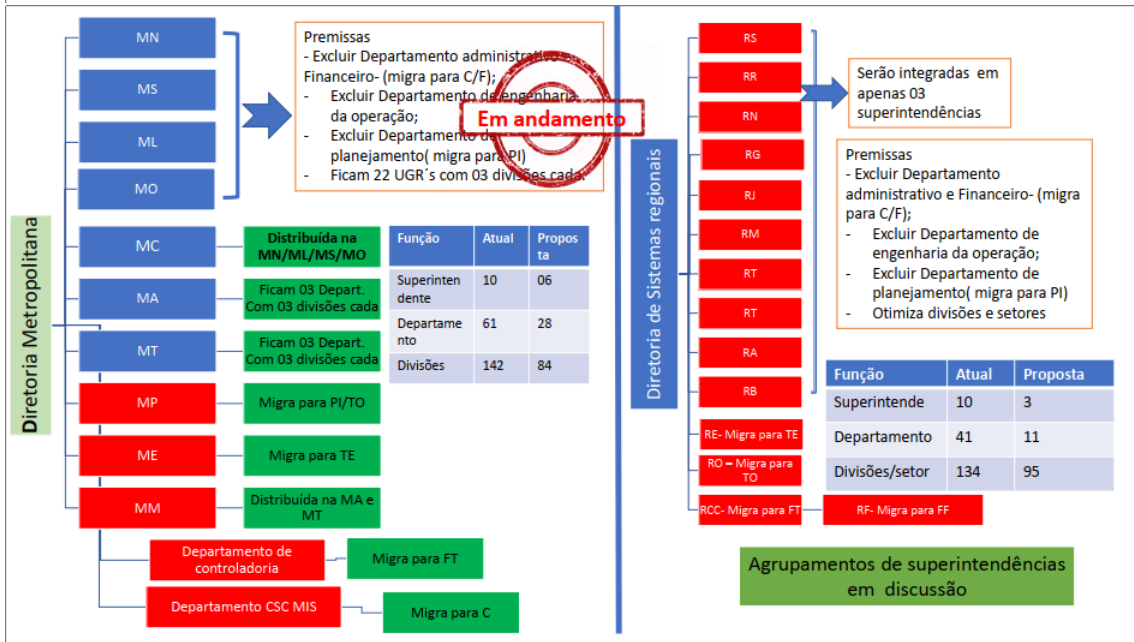 Diretoria Metropolitana
MN
MS
ML
MO
MC
MA
MT
MP
ME
MM
Premissas
- Excluir Departamento administrativo e
Financeiro- (migra para C/F);
- Excluir Departamento de engenharia
da operação;
- Excluir Departamento de
planejamento( migra para PI)
- Ficam 22 UGR´s com 03 divisões cada.
Em andamento
Distribuída na
MN/ML/MS/MO
Ficam 03 Depart.
Com 03 divisões cada
Ficam 03 Depart.
Com 03 divisões cada
Migra para PI/TO
Migra para TE
Distribuída na MA e
MT
Departamento de
controladoria
Migra para FT
Departamento CSC MIS
Migra para C
Função Atual Propos
ta
Superinten
dente 10 06
Departame
nto 61 28
Divisões 142 84
Diretoria de Sistemas regionais
RS
RR
RN
RG
RJ
RM
RT
RT
RA
RB
RE- Migra para TE
RO – Migra para
TO
RCC- Migra para FT
RF- Migra para FF
Serão integradas em
apenas 03
superintendências
Premissas
- Excluir Departamento
administrativo e Financeiro- (migra
para C/F);
- Excluir Departamento de
engenharia da operação;
- Excluir Departamento de
planejamento( migra para PI)
- Otimiza divisões e setores
Função Atual Proposta
Superintende 10 3
Departamento 41 11
Divisões/setor 134 95
Agrupamentos de superintendências
em discussão